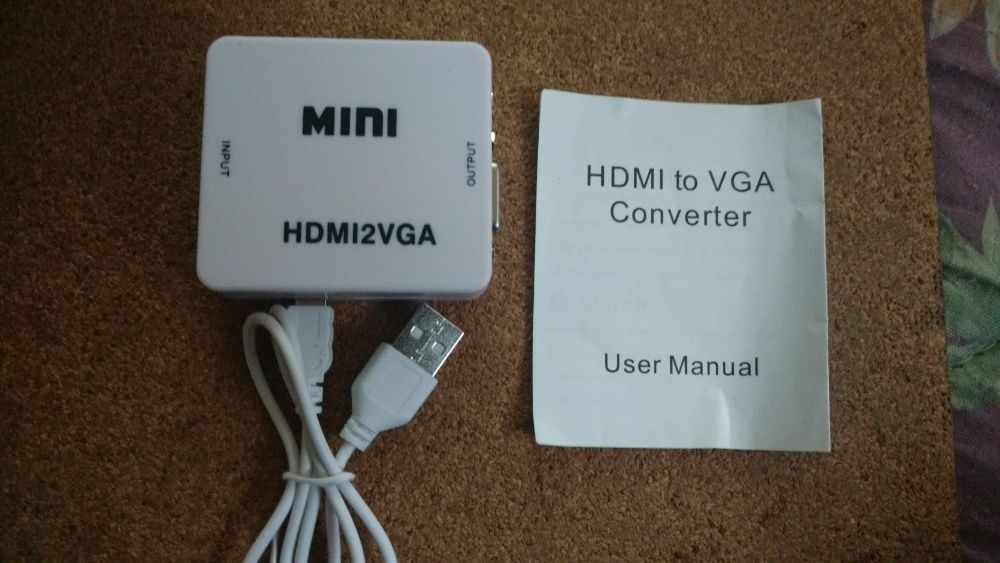 MINI
INPUT
OUTPUT
HDMI2VGA
HDMI to VGA
Converter
User Manual